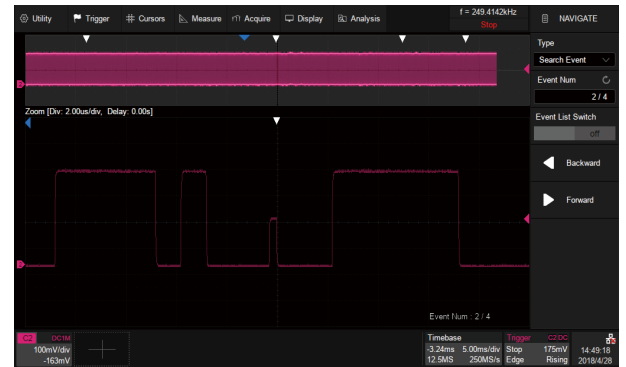 Utility Trigger Cursors Measure Acquire Display Analysis f = 249.4142kHz Stop NAVIGATE
Type
Search Event
Event Num
2 / 4
Zoom [Div: 2.00us/div, Delay: 0.00s]
Event List Switch
off
Backward
Forward
Event Num : 2 / 4
C2 DC1M
100mV/div
-163mV
Timebase
-3.24ms 5.00ms/div
12.5MS 250MS/s
Trigger C2:DC
Stop 175mV
Edge Rising
14:49:18
2018/4/28